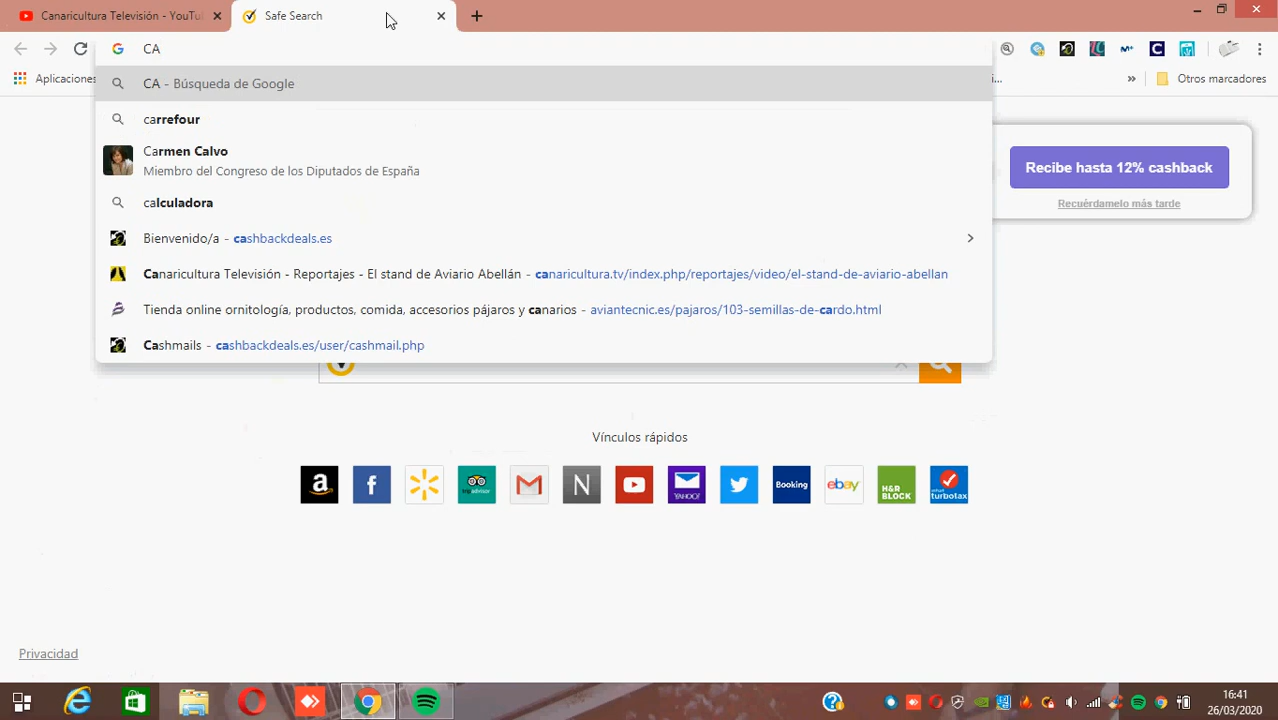 Canaricultura Televisión - YouTu
Safe Search
CA
CA - Búsqueda de Google
Aplicaciones
Otros marcadores
carrefour
Carmen Calvo
Miembro del Congreso de los Diputados de España
Recibe hasta 12% cashback
Recuérdamelo más tarde
calculadora
Bienvenido/a - cashbackdeals.es
Canaricultura Televisión - Reportajes - El stand de Aviario Abellán - canaricultura.tv/index.php/reportajes/video/el-stand-de-aviario-abellan
Tienda online ornitología, productos, comida, accesorios pájaros y canarios - aviantecnic.es/pajaros/103-semillas-de-cardo.html
Cashmails - cashbackdeals.es/user/cashmail.php
Vínculos rápidos
a
f
tripadvisor
M
N
YAHOO!
Booking
ebay
H&R BLOCK
turbotax
Privacidad
16:41
26/03/2020